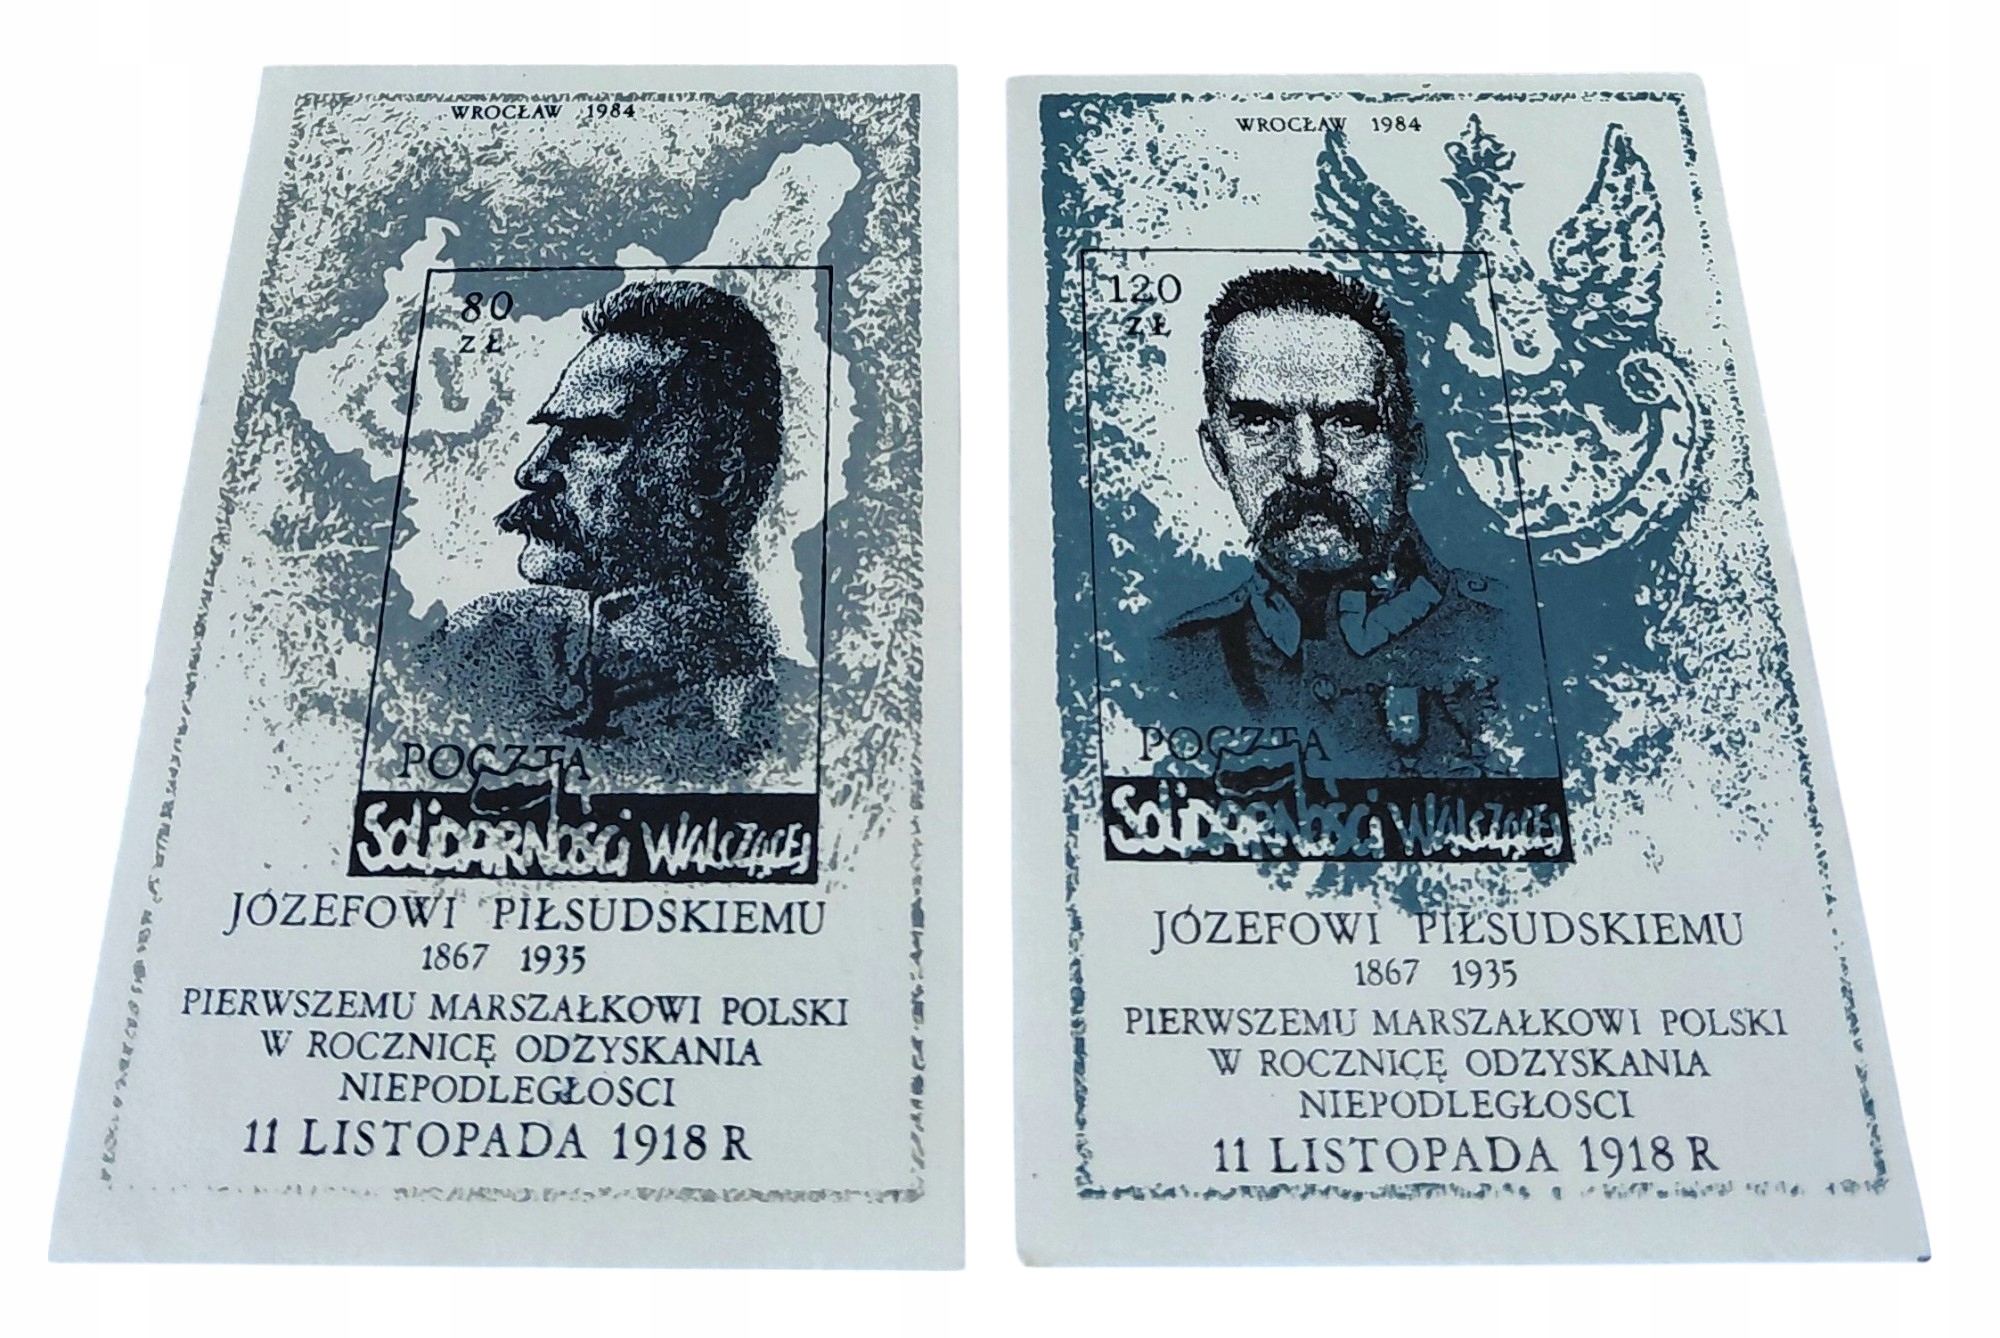 WROCŁAW 1984
80
ZŁ
POCZTA
SOLIDARNOŚCI WALCZĄCEJ
JÓZEFOWI PIŁSUDSKIEMU
1867 1935
PIERWSZEMU MARSZAŁKOWI POLSKI
W ROCZNICĘ ODZYSKANIA
NIEPODLEGŁOSCI
11 LISTOPADA 1918 R
WROCŁAW 1984
120
ZŁ
POCZTA
SOLIDARNOŚCI WALCZĄCEJ
JÓZEFOWI PIŁSUDSKIEMU
1867 1935
PIERWSZEMU MARSZAŁKOWI POLSKI
W ROCZNICĘ ODZYSKANIA
NIEPODLEGŁOSCI
11 LISTOPADA 1918 R